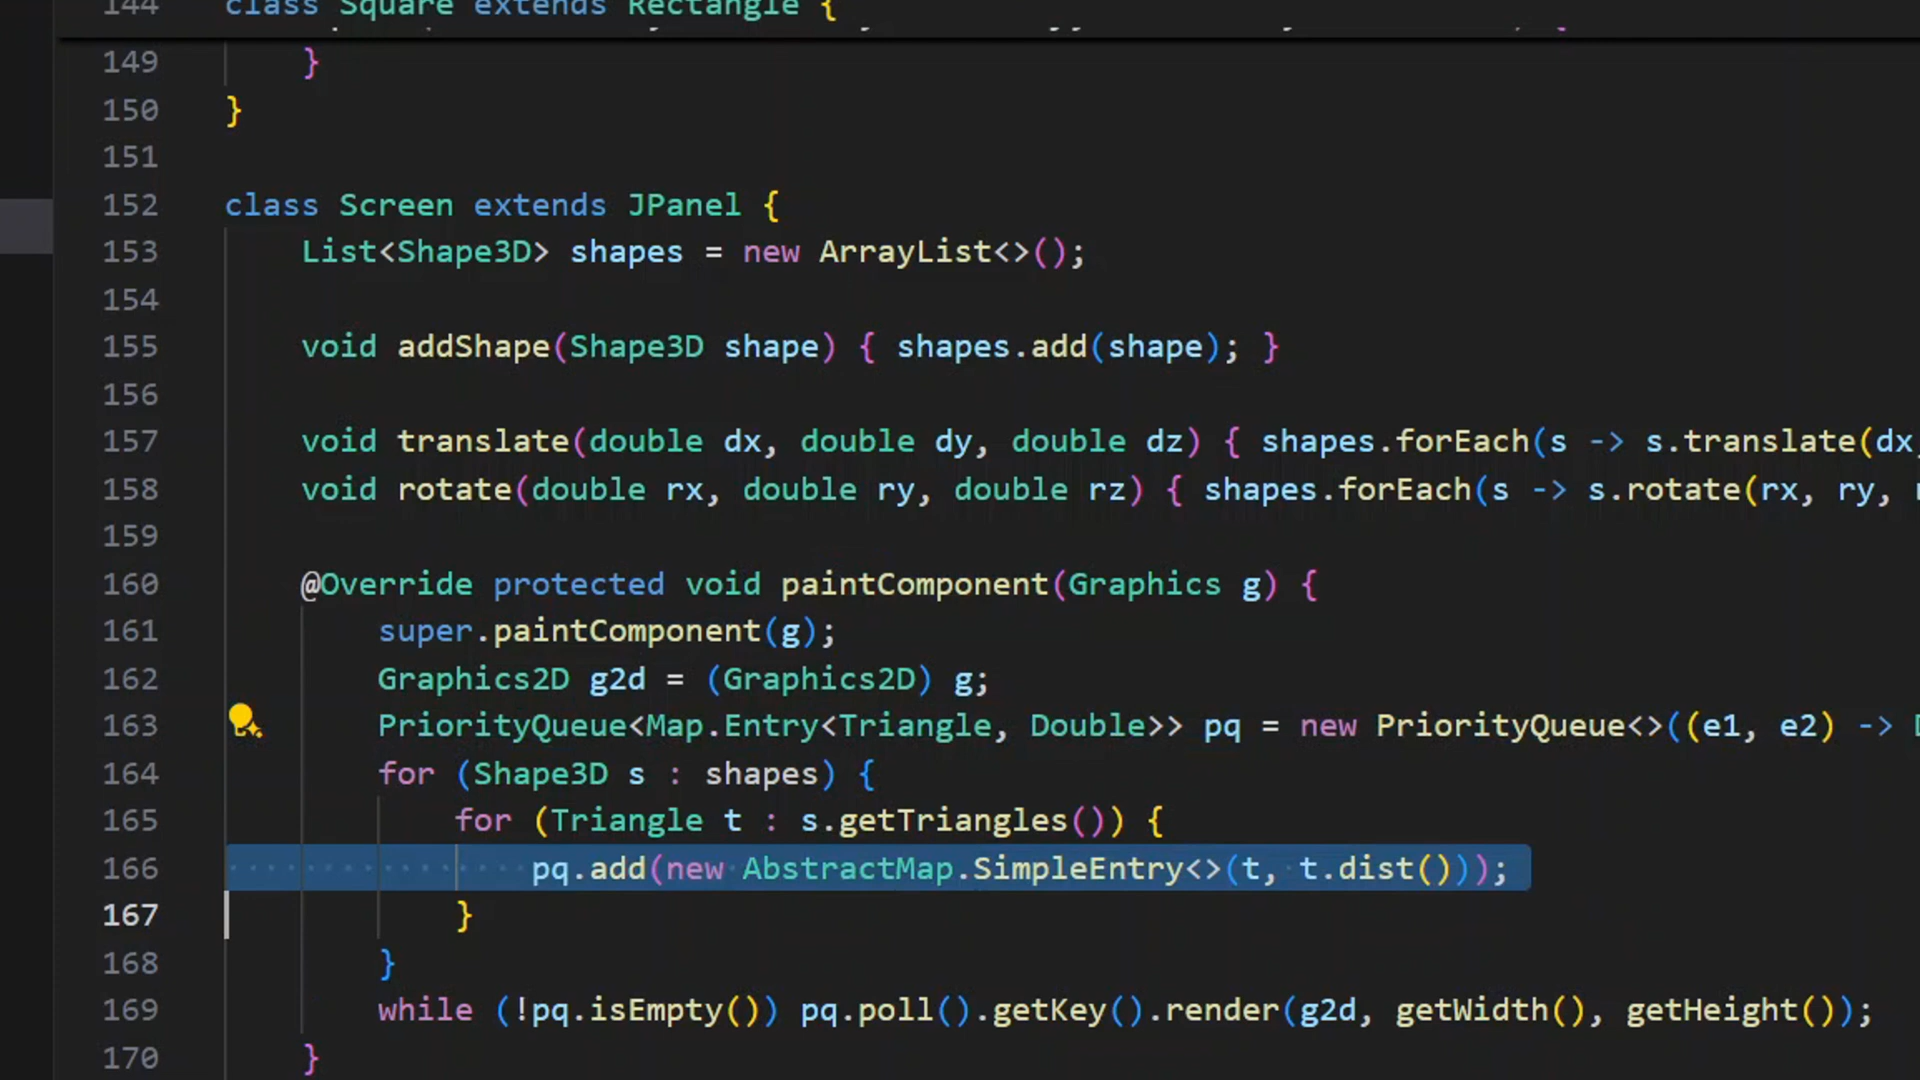 144 class Square extends Rectangle {
149 }
150 }
151
152 class Screen extends JPanel {
153 List<Shape3D> shapes = new ArrayList<>();
154
155 void addShape(Shape3D shape) { shapes.add(shape); }
156
157 void translate(double dx, double dy, double dz) { shapes.forEach(s -> s.translate(dx,
158 void rotate(double rx, double ry, double rz) { shapes.forEach(s -> s.rotate(rx, ry,
159
160 @Override protected void paintComponent(Graphics g) {
161 super.paintComponent(g);
162 Graphics2D g2d = (Graphics2D) g;
163 PriorityQueue<Map.Entry<Triangle, Double>> pq = new PriorityQueue<>((e1, e2) ->
164 for (Shape3D s : shapes) {
165 for (Triangle t : s.getTriangles()) {
166 pq.add(new AbstractMap.SimpleEntry<>(t, t.dist()));
167 }
168 }
169 while (!pq.isEmpty()) pq.poll().getKey().render(g2d, getWidth(), getHeight());
170 }